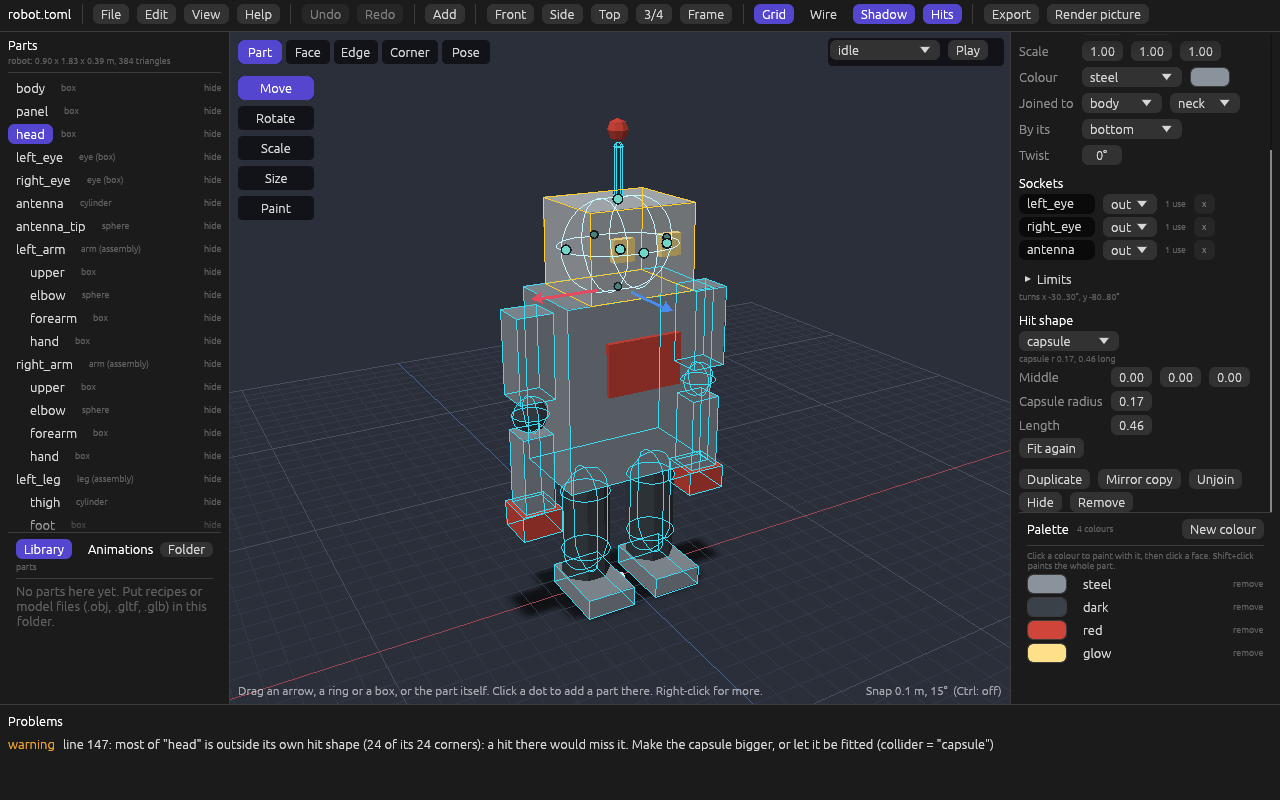 robot.toml File Edit View Help Undo Redo Add Front Side Top 3/4 Frame Grid Wire Shadow Hits Export Render picture
Parts
robot: 0.90 x 1.83 x 0.39 m, 384 triangles
body box hide
panel box hide
head box hide
left_eye eye (box) hide
right_eye eye (box) hide
antenna cylinder hide
antenna_tip sphere hide
left_arm arm (assembly) hide
upper box hide
elbow sphere hide
forearm box hide
hand box hide
right_arm arm (assembly) hide
upper box hide
elbow sphere hide
forearm box hide
hand box hide
left_leg leg (assembly) hide
thigh cylinder hide
foot box hide
Library Animations Folder
parts
No parts here yet. Put recipes or
model files (.obj, .gltf, .glb) in this
folder.
Part Face Edge Corner Pose
Move
Rotate
Scale
Size
Paint
idle Play
Drag an arrow, a ring or a box, or the part itself. Click a dot to add a part there. Right-click for more.
Snap 0.1 m, 15° (Ctrl: off)
Scale 1.00 1.00 1.00
Colour steel
Joined to body neck
By its bottom
Twist 0°
Sockets
left_eye out 1 use x
right_eye out 1 use x
antenna out 1 use x
Limits
turns x -30..30°, y -80..80°
Hit shape
capsule
capsule r 0.17, 0.46 long
Middle 0.00 0.00 0.00
Capsule radius 0.17
Length 0.46
Fit again
Duplicate Mirror copy Unjoin
Hide Remove
Palette 4 colours New colour
Click a colour to paint with it, then click a face. Shift+click
paints the whole part.
steel remove
dark remove
red remove
glow remove
Problems
warning line 147: most of "head" is outside its own hit shape (24 of its 24 corners): a hit there would miss it. Make the capsule bigger, or let it be fitted (collider = "capsule")